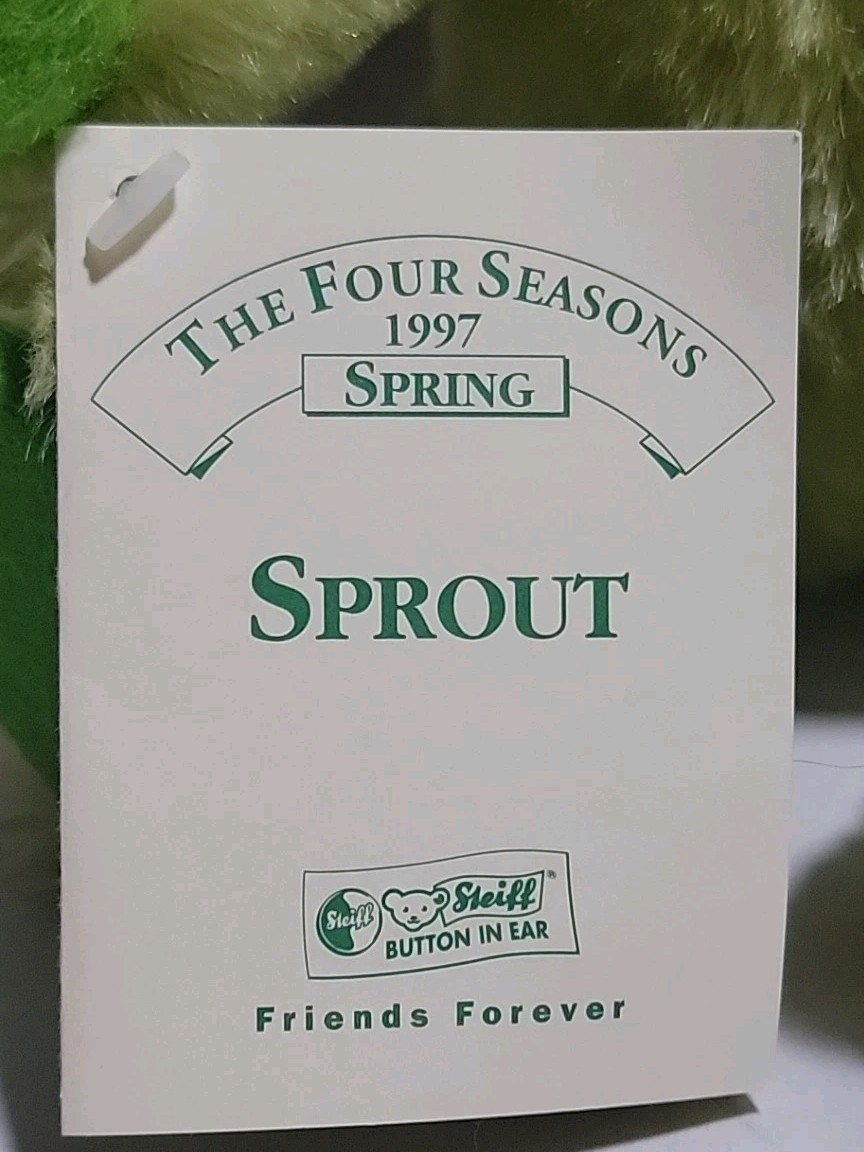 THE FOUR SEASONS
1997
SPRING
SPROUT
Steiff
Steiff®
BUTTON IN EAR
Friends Forever